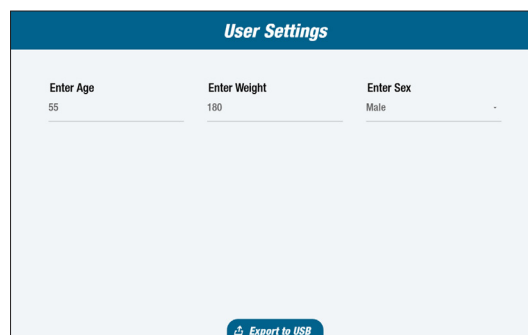 User Settings
Enter Age Enter Weight Enter Sex
55 180 Male
Export to USB